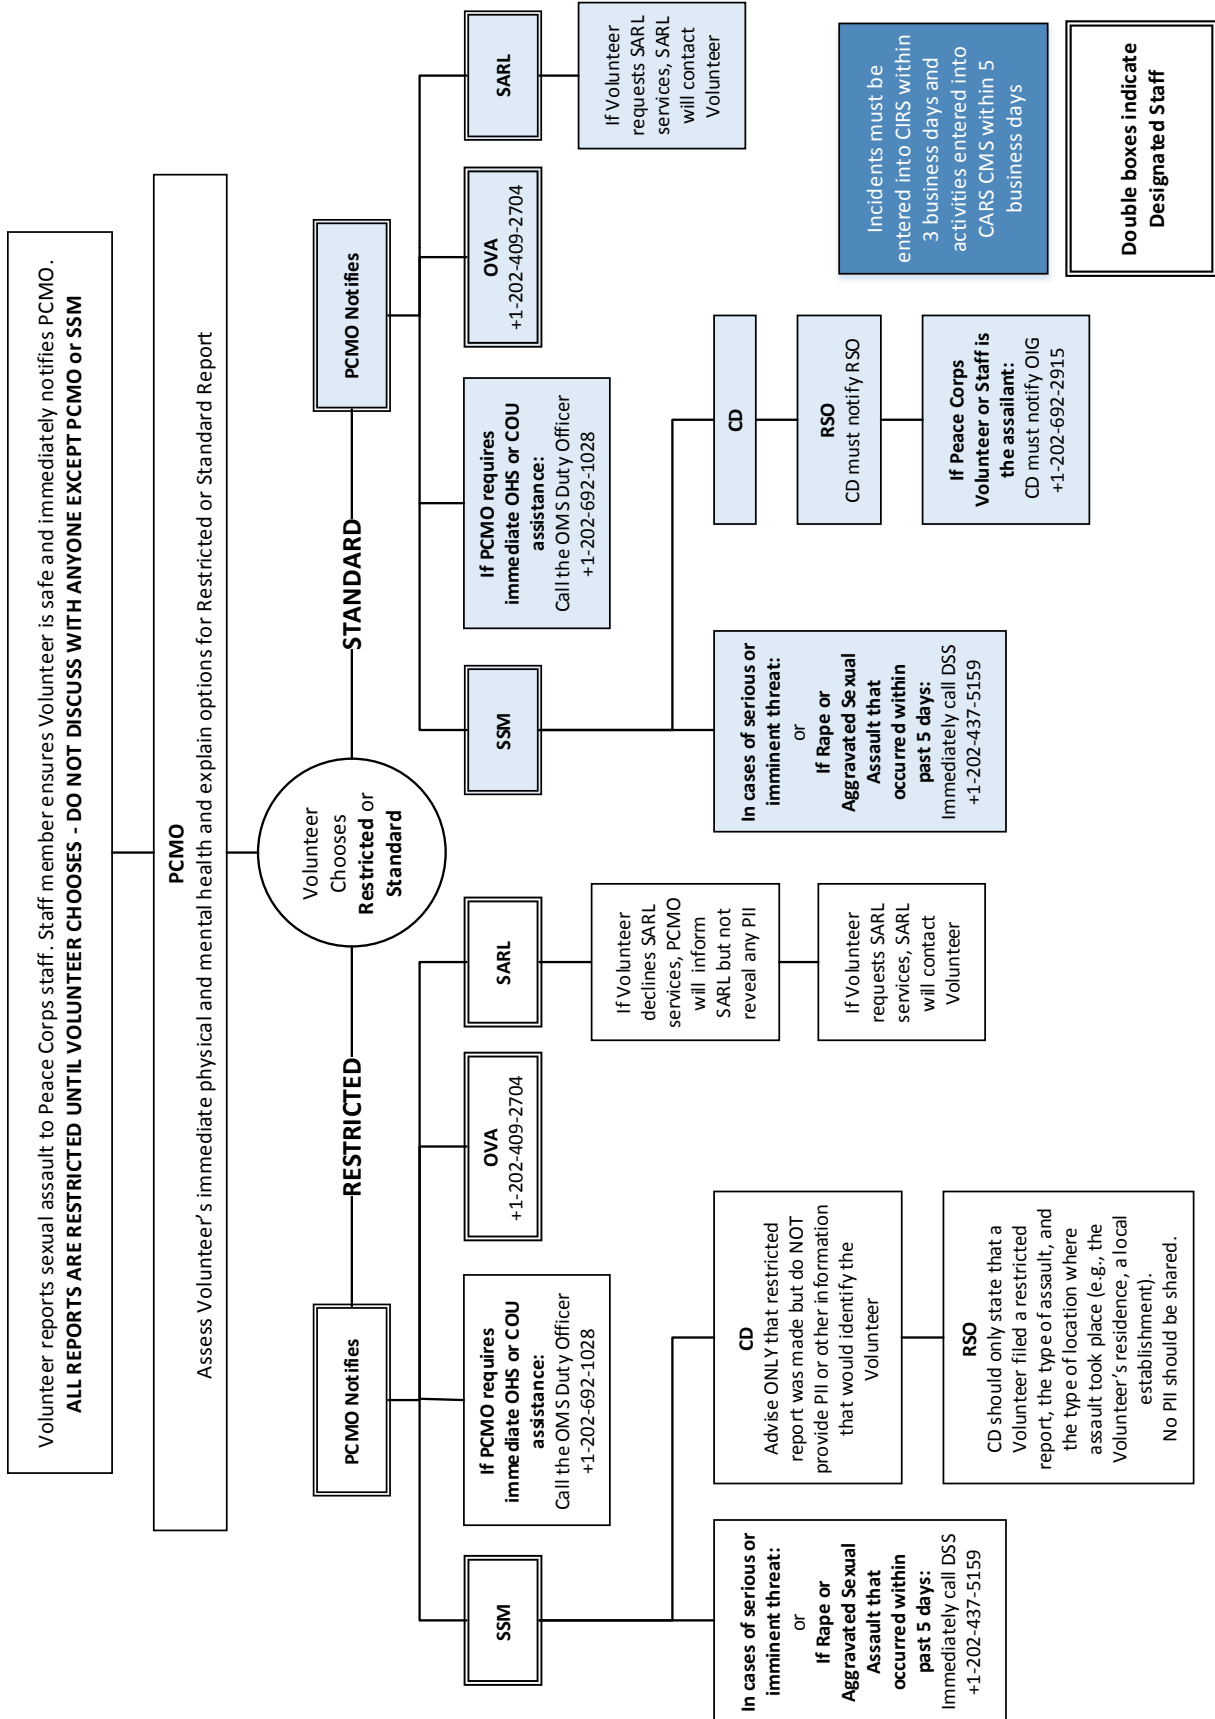 Volunteer reports sexual assault to Peace Corps staff. Staff member ensures Volunteer is safe and immediately notifies PCMO.
ALL REPORTS ARE RESTRICTED UNTIL VOLUNTEER CHOOSES - DO NOT DISCUSS WITH ANYONE EXCEPT PCMO or SSM
PCMO
Assess Volunteer’s immediate physical and mental health and explain options for Restricted or Standard Report
Volunteer
Chooses
Restricted or
Standard
RESTRICTED
PCMO Notifies
SSM
If PCMO requires
immediate OHS or COU
assistance:
Call the OMS Duty Officer
+1-202-692-1028
OVA
+1-202-409-2704
SARL
In cases of serious or
imminent threat:
or
If Rape or
Aggravated Sexual
Assault that
occurred within
past 5 days:
Immediately call DSS
+1-202-437-5159
CD
Advise ONLY that restricted
report was made but do NOT
provide PII or other information
that would identify the
Volunteer
RSO
CD should only state that a
Volunteer filed a restricted
report, the type of assault, and
the type of location where
assault took place (e.g., the
Volunteer’s residence, a local
establishment).
No PII should be shared.
If Volunteer
declines SARL
services, PCMO
will inform
SARL but not
reveal any PII
If Volunteer
requests SARL
services, SARL
will contact
Volunteer
STANDARD
PCMO Notifies
SSM
If PCMO requires
immediate OHS or COU
assistance:
Call the OMS Duty Officer
+1-202-692-1028
OVA
+1-202-409-2704
SARL
In cases of serious or
imminent threat:
or
If Rape or
Aggravated Sexual
Assault that
occurred within
past 5 days:
Immediately call DSS
+1-202-437-5159
CD
RSO
CD must notify RSO
If Peace Corps
Volunteer or Staff is
the assailant:
CD must notify OIG
+1-202-692-2915
If Volunteer
requests SARL
services, SARL
will contact
Volunteer
Incidents must be
entered into CIRS within
3 business days and
activities entered into
CARS CMS within 5
business days
Double boxes indicate
Designated Staff